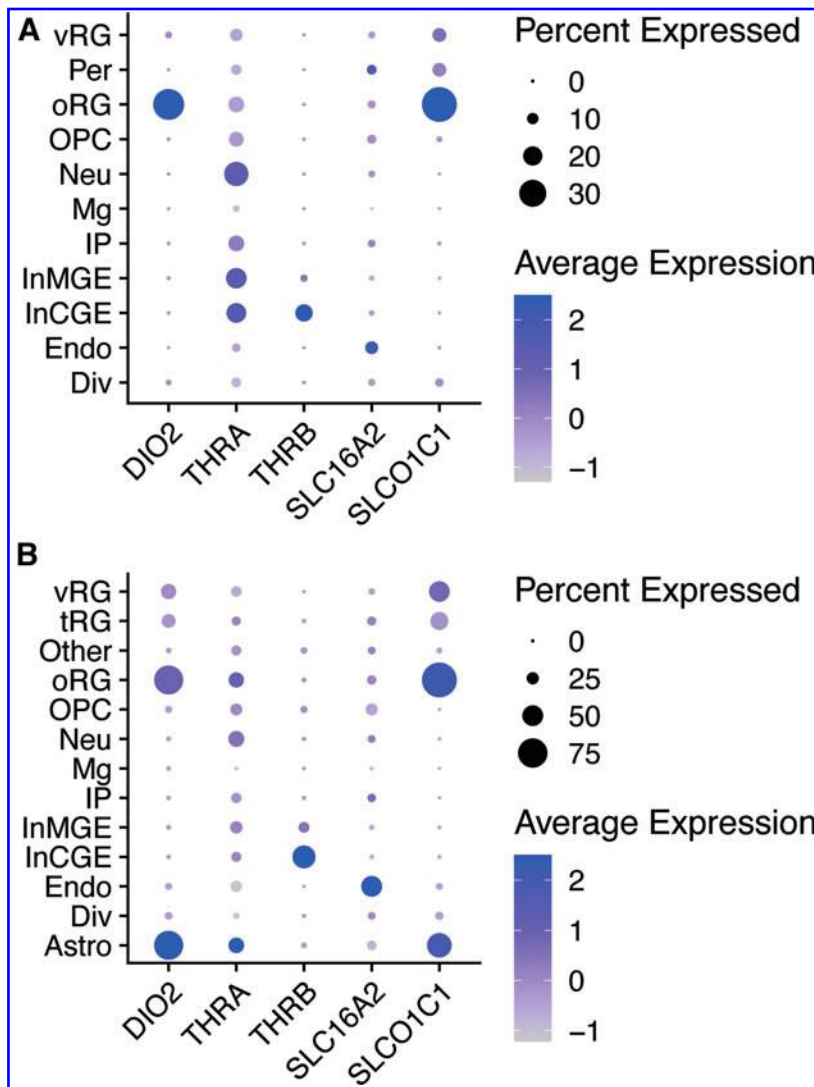 A
vRG
Per
oRG
OPC
Neu
Mg
IP
InMGE
InCGE
Endo
Div
DIO2
THRA
THRB
SLC16A2
SLCO1C1
Percent Expressed
0
10
20
30
Average Expression
2
1
0
−1
B
vRG
tRG
Other
oRG
OPC
Neu
Mg
IP
InMGE
InCGE
Endo
Div
Astro
DIO2
THRA
THRB
SLC16A2
SLCO1C1
Percent Expressed
0
25
50
75
Average Expression
2
1
0
−1